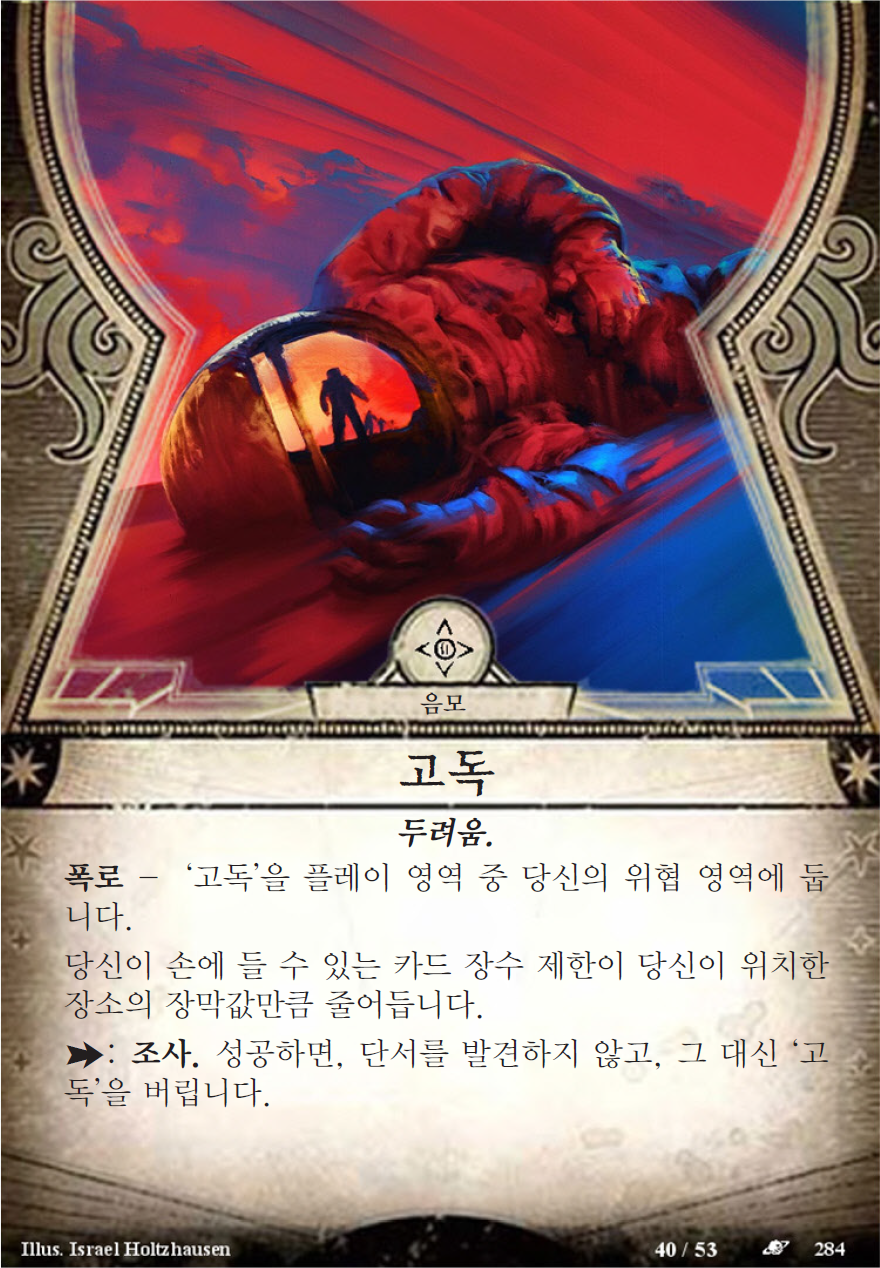 음모
고독
두려움.
폭로 – ‘고독’을 플레이 영역 중 당신의 위협 영역에 둡
니다.
당신이 손에 들 수 있는 카드 장수 제한이 당신이 위치한
장소의 장막값만큼 줄어듭니다.
: 조사. 성공하면, 단서를 발견하지 않고, 그 대신 ‘고
독’을 버립니다.
Illus. Israel Holtzhausen 40 / 53 284